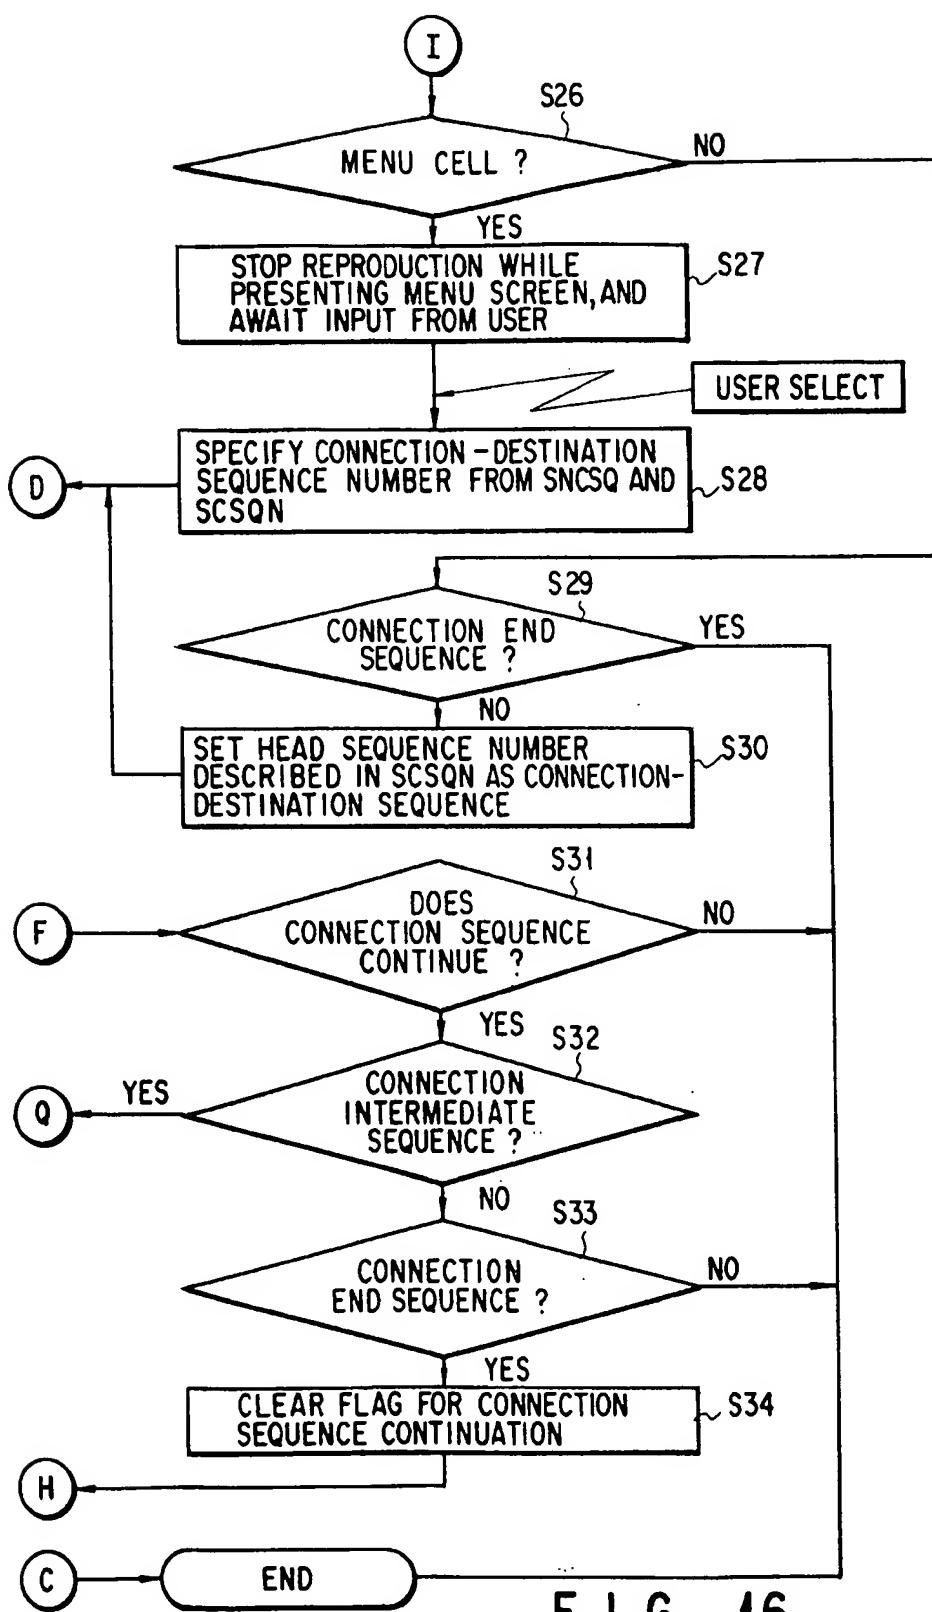 I
S26
MENU CELL ?
NO
YES
STOP REPRODUCTION WHILE
PRESENTING MENU SCREEN, AND
AWAIT INPUT FROM USER
S27
USER SELECT
SPECIFY CONNECTION-DESTINATION
SEQUENCE NUMBER FROM SNCSQ AND
SCSQN
S28
D
S29
CONNECTION END
SEQUENCE ?
YES
NO
SET HEAD SEQUENCE NUMBER
DESCRIBED IN SCSQN AS CONNECTION-
DESTINATION SEQUENCE
S30
S31
F
DOES
CONNECTION SEQUENCE
CONTINUE ?
NO
YES
S32
Q
YES
CONNECTION
INTERMEDIATE
SEQUENCE ?
NO
S33
CONNECTION
END SEQUENCE ?
NO
YES
CLEAR FLAG FOR CONNECTION
SEQUENCE CONTINUATION
S34
H
C
END
FIG. 46